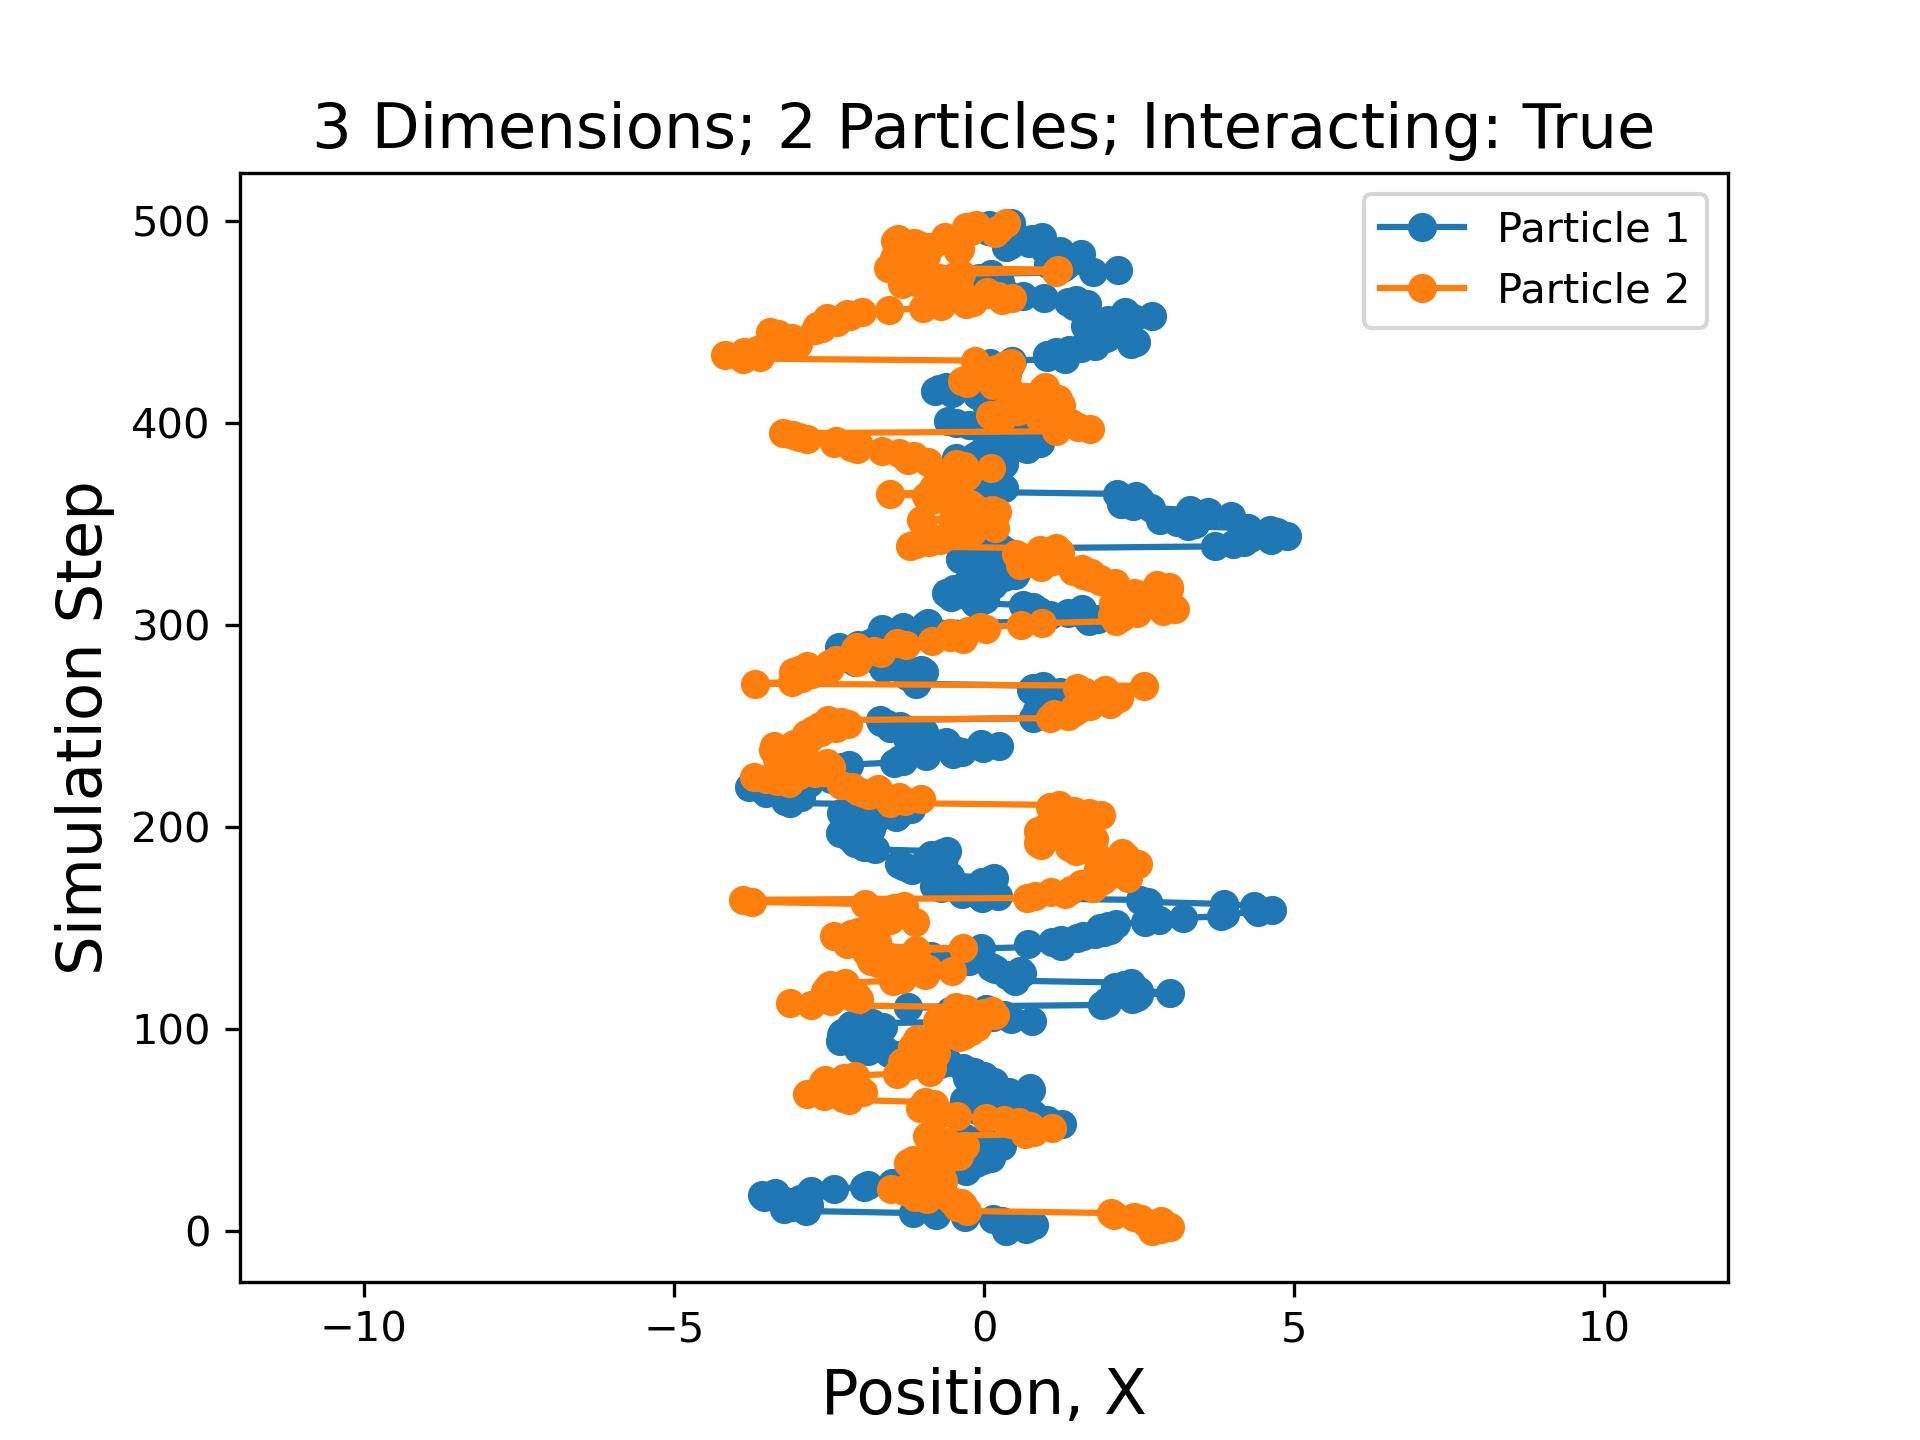 3 Dimensions; 2 Particles; Interacting: True
Particle 1
Particle 2
500
400
300
200
100
0
Simulation Step
−10
−5
0
5
10
Position, X